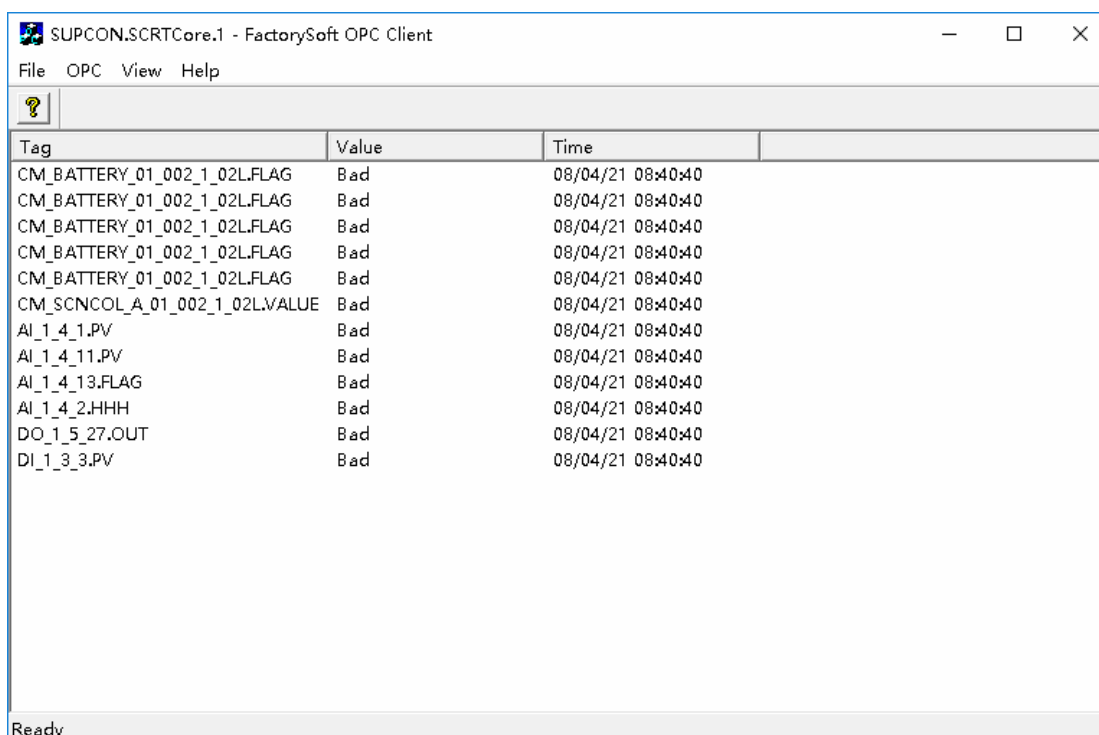 SUPCON.SCRTCore.1 - FactorySoft OPC Client
File OPC View Help
Tag Value Time
CM_BATTERY_01_002_1_02L.FLAG Bad 08/04/21 08:40:40
CM_BATTERY_01_002_1_02L.FLAG Bad 08/04/21 08:40:40
CM_BATTERY_01_002_1_02L.FLAG Bad 08/04/21 08:40:40
CM_BATTERY_01_002_1_02L.FLAG Bad 08/04/21 08:40:40
CM_BATTERY_01_002_1_02L.FLAG Bad 08/04/21 08:40:40
CM_SCNCOL_A_01_002_1_02L.VALUE Bad 08/04/21 08:40:40
AI_1_4_1.PV Bad 08/04/21 08:40:40
AI_1_4_11.PV Bad 08/04/21 08:40:40
AI_1_4_13.FLAG Bad 08/04/21 08:40:40
AI_1_4_2.HHH Bad 08/04/21 08:40:40
DO_1_5_27.OUT Bad 08/04/21 08:40:40
DI_1_3_3.PV Bad 08/04/21 08:40:40
Ready